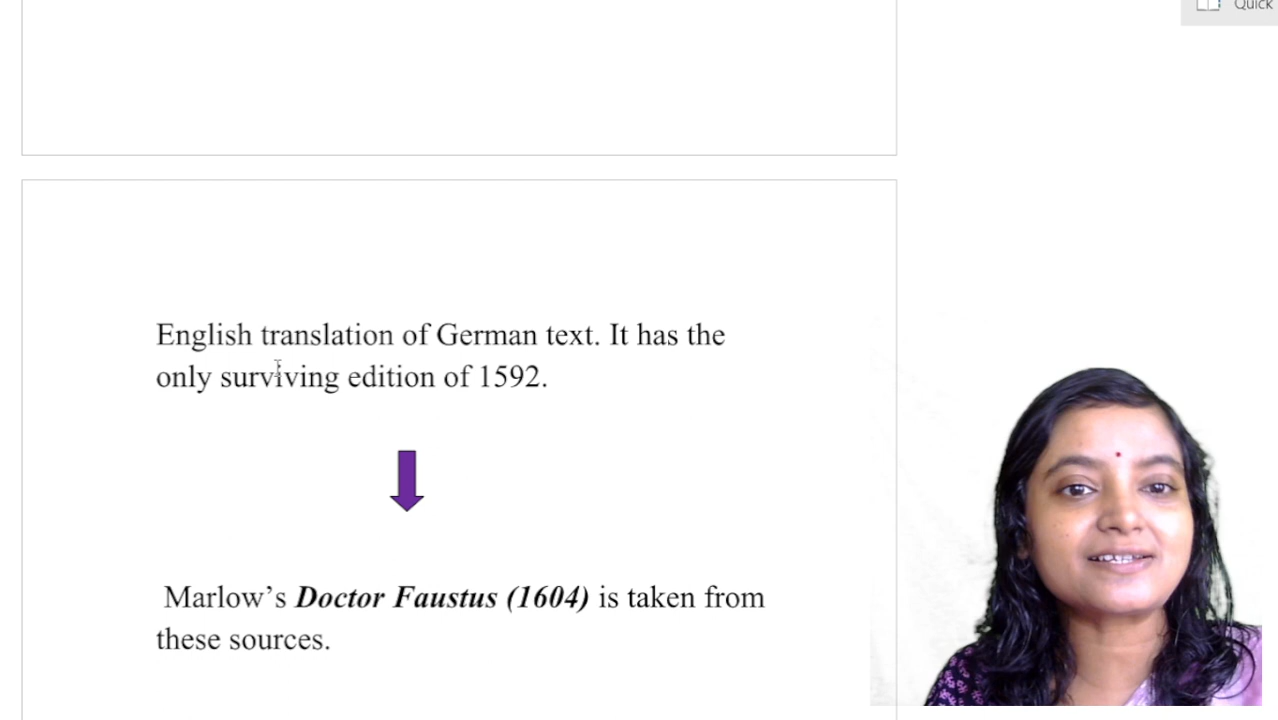 Quick
English translation of German text. It has the
only surviving edition of 1592.
Marlow’s Doctor Faustus (1604) is taken from
these sources.